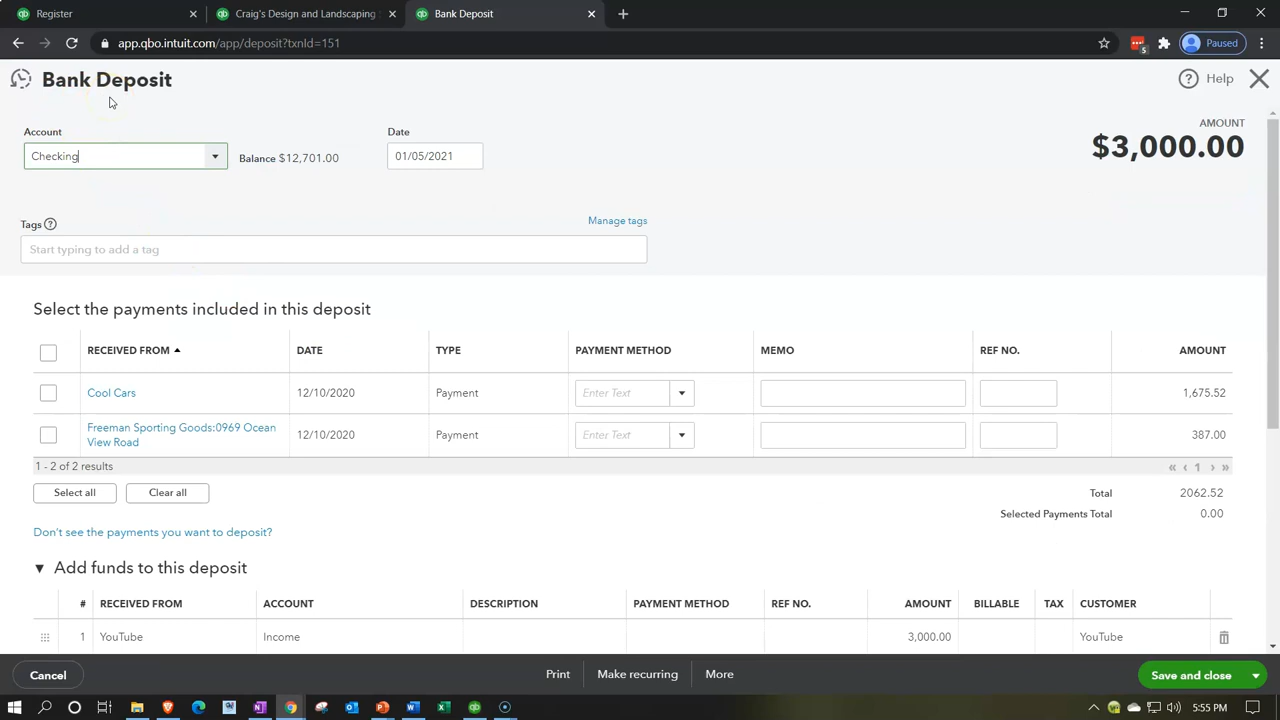 Register
Craig's Design and Landscaping
Bank Deposit
app.qbo.intuit.com/app/deposit?txnId=151
5
Paused
Bank Deposit
Help
Account
Date
AMOUNT
Checking
Balance $12,701.00
01/05/2021
$3,000.00
Tags
Manage tags
Start typing to add a tag
Select the payments included in this deposit
RECEIVED FROM DATE TYPE PAYMENT METHOD MEMO REF NO. AMOUNT
Cool Cars 12/10/2020 Payment Enter Text 1,675.52
Freeman Sporting Goods:0969 Ocean
View Road
12/10/2020 Payment Enter Text 387.00
1 - 2 of 2 results
« ‹ 1 › »
Select all Clear all
Total 2062.52
Selected Payments Total 0.00
Don't see the payments you want to deposit?
Add funds to this deposit
# RECEIVED FROM ACCOUNT DESCRIPTION PAYMENT METHOD REF NO. AMOUNT BILLABLE TAX CUSTOMER
1 YouTube Income 3,000.00 YouTube
Cancel Print Make recurring More Save and close
5:55 PM